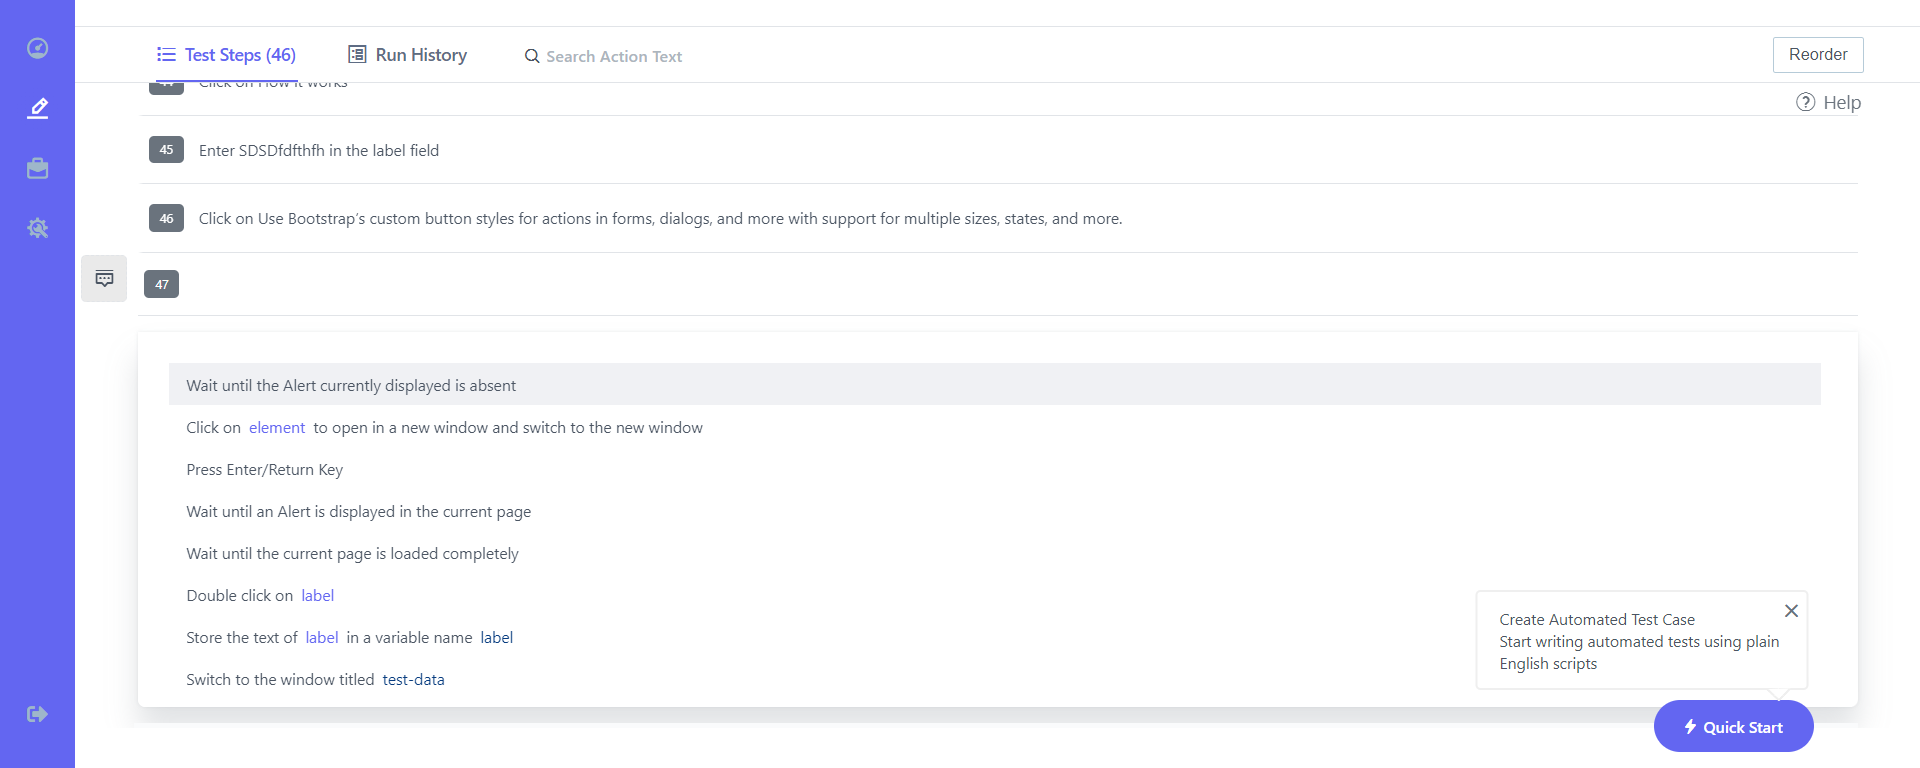 Test Steps (46)
Run History
Search Action Text
Reorder
44 Click on How it works
Help
45 Enter SDSDfdfthfh in the label field
46 Click on Use Bootstrap's custom button styles for actions in forms, dialogs, and more with support for multiple sizes, states, and more.
47
Wait until the Alert currently displayed is absent
Click on element to open in a new window and switch to the new window
Press Enter/Return Key
Wait until an Alert is displayed in the current page
Wait until the current page is loaded completely
Double click on label
Store the text of label in a variable name label
Switch to the window titled test-data
Create Automated Test Case
Start writing automated tests using plain
English scripts
Quick Start